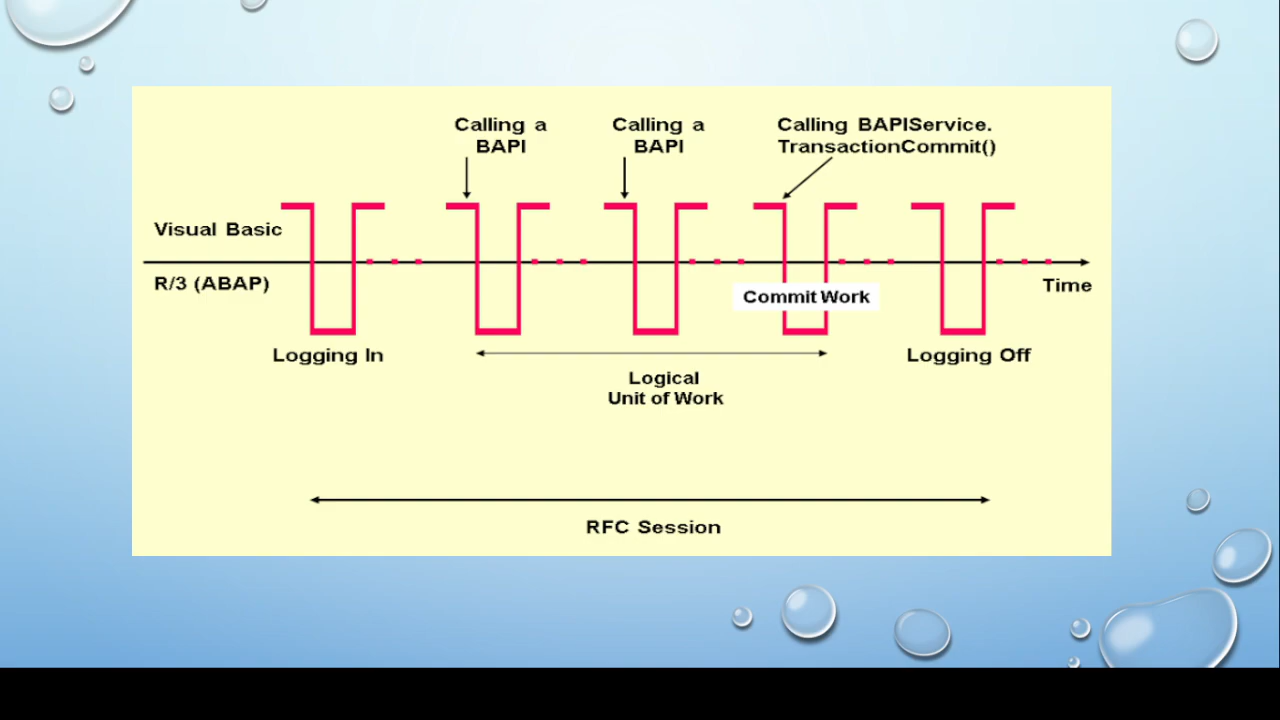 Calling a
BAPI
Calling a
BAPI
Calling BAPIService.
TransactionCommit()
Visual Basic
R/3 (ABAP)
Time
Commit Work
Logging In
Logging Off
Logical
Unit of Work
RFC Session